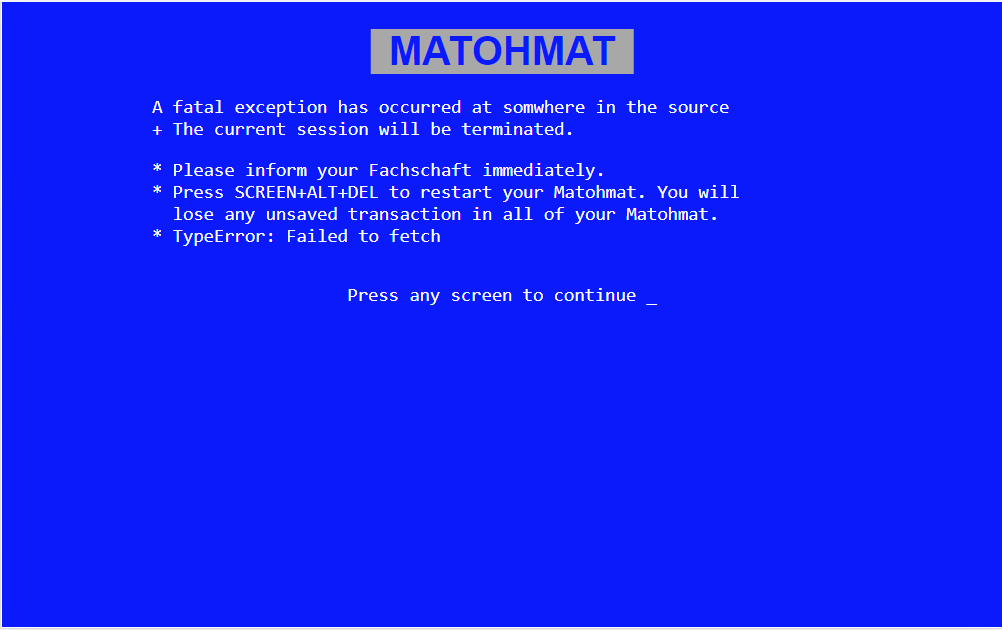 MATOHMAT
A fatal exception has occurred at somwhere in the source
+ The current session will be terminated.
* Please inform your Fachschaft immediately.
* Press SCREEN+ALT+DEL to restart your Matohmat. You will
lose any unsaved transaction in all of your Matohmat.
* TypeError: Failed to fetch
Press any screen to continue _